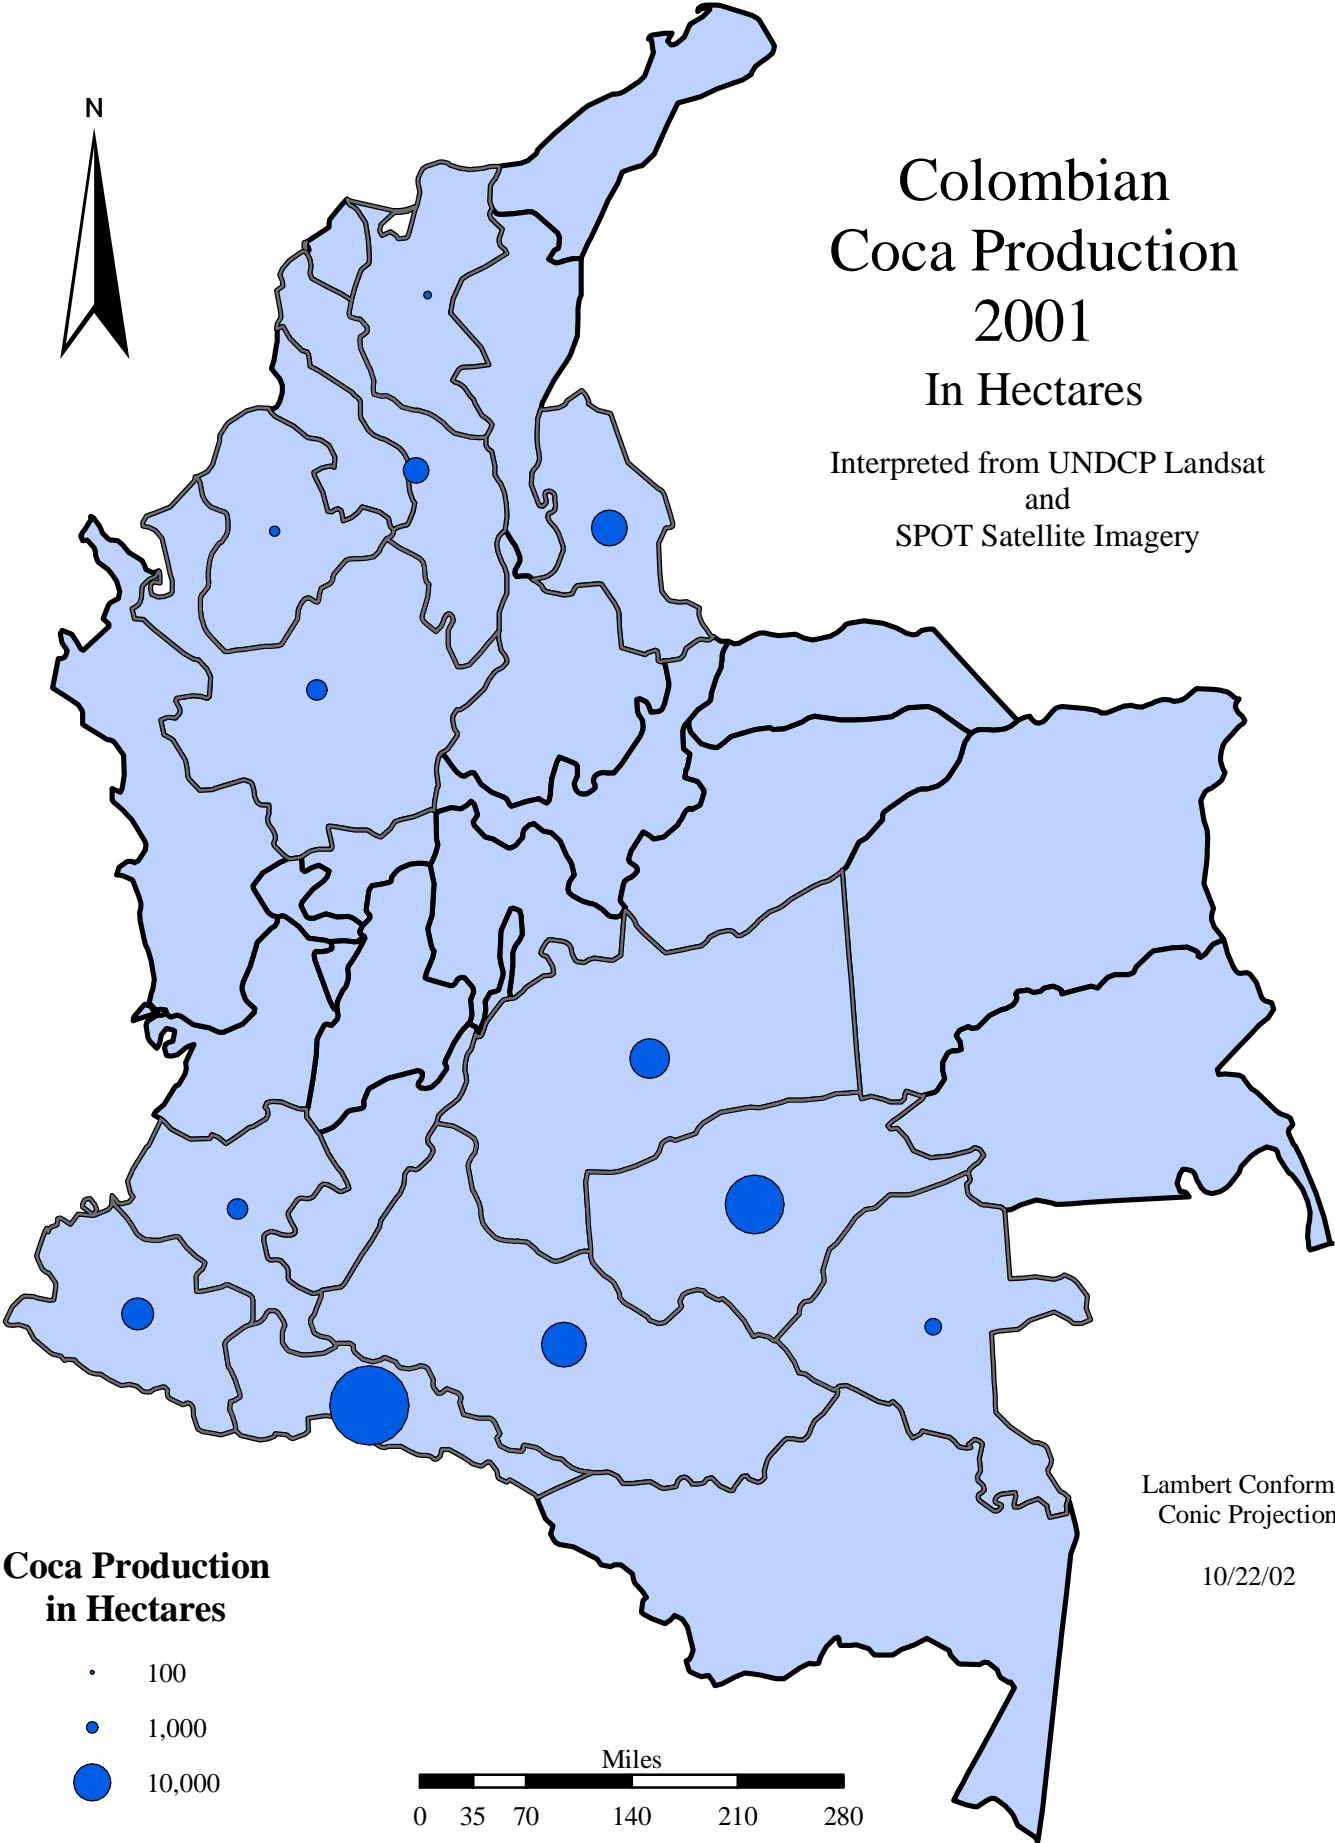 N
Colombian
Coca Production
2001
In Hectares
Interpreted from UNDCP Landsat
and
SPOT Satellite Imagery
Lambert Conform
Conic Projection
10/22/02
Coca Production
in Hectares
100
1,000
10,000
Miles
0 35 70 140 210 280